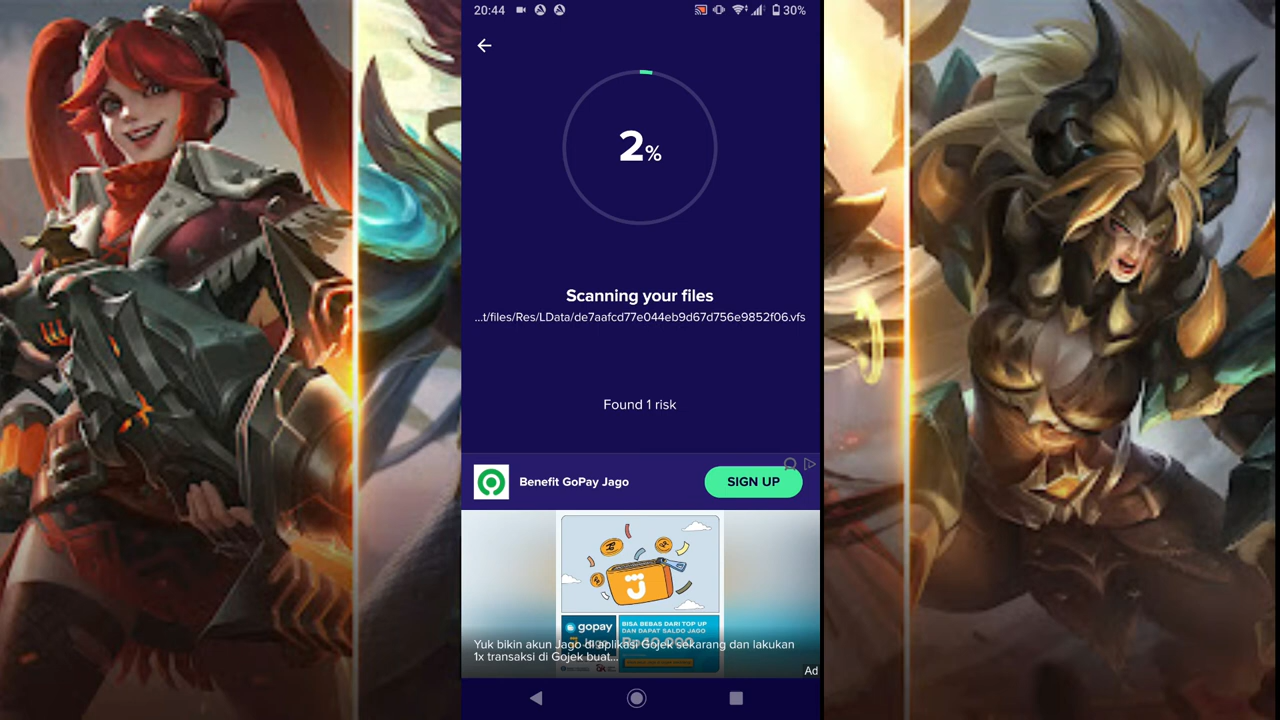 20:44
30%
2%
Scanning your files
...t/files/Res/LData/de7aafcd77e044eb9d67d756e9852f06.vfs
Found 1 risk
Benefit GoPay Jago
SIGN UP
gopay
BISA BEBAS DARI TOP UP
DAN DAPAT SALDO JAGO
Yuk bikin akun Jago di aplikasi Gojek sekarang dan lakukan
1x transaksi di Gojek buat...
Ad